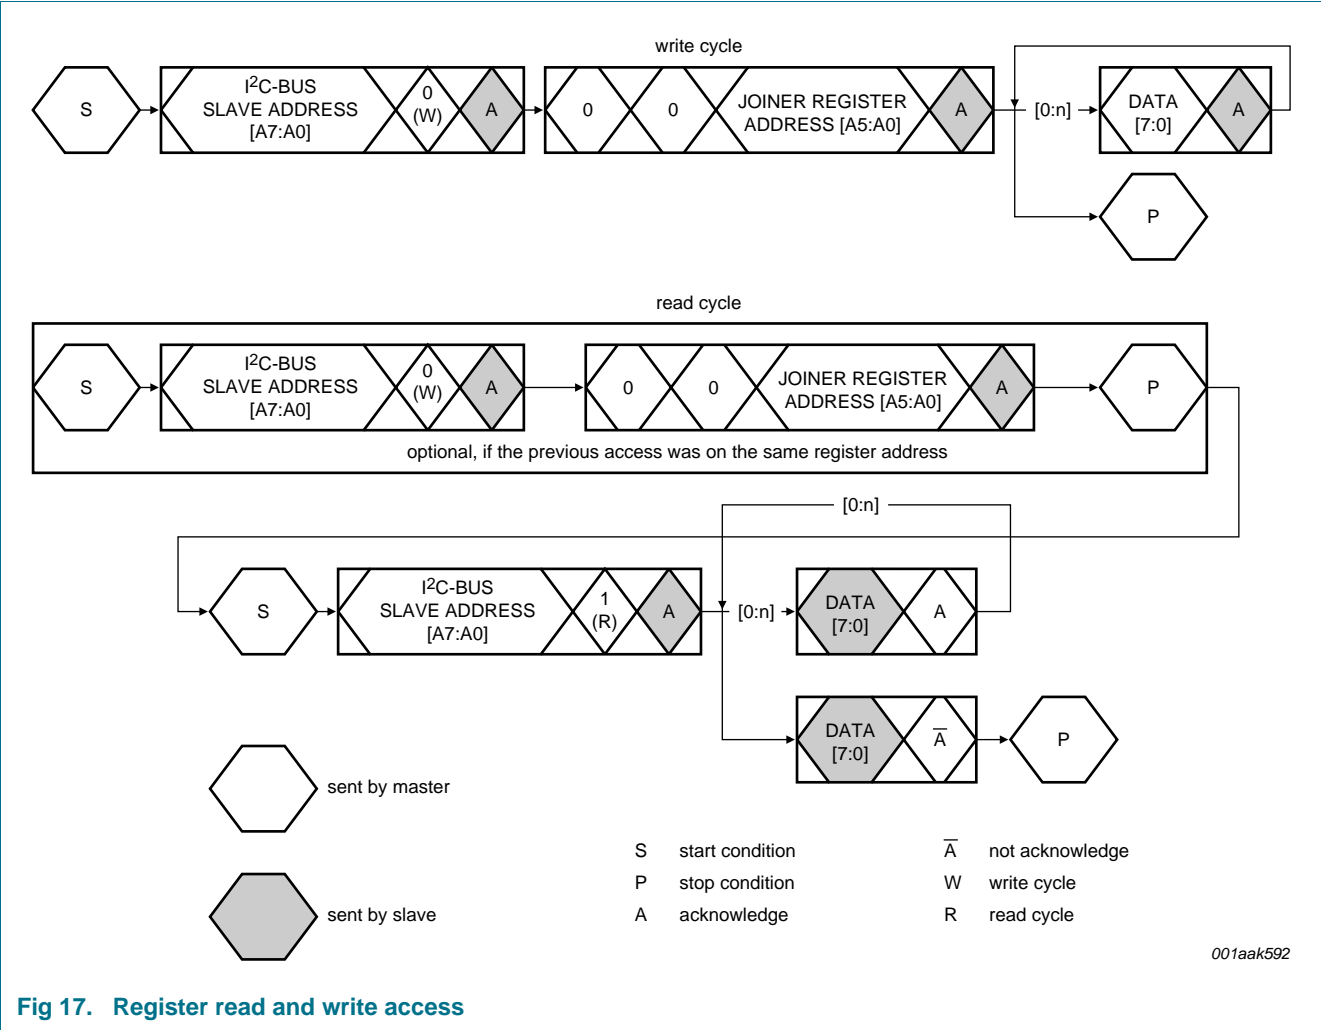 write cycle
S
I2C-BUS
SLAVE ADDRESS
[A7:A0]
0
(W)
A
0
0
JOINER REGISTER
ADDRESS [A5:A0]
A
[0:n]
DATA
[7:0]
A
P
read cycle
S
I2C-BUS
SLAVE ADDRESS
[A7:A0]
0
(W)
A
0
0
JOINER REGISTER
ADDRESS [A5:A0]
A
P
optional, if the previous access was on the same register address
[0:n]
S
I2C-BUS
SLAVE ADDRESS
[A7:A0]
1
(R)
A
[0:n]
DATA
[7:0]
A
DATA
[7:0]
A̅
P
sent by master
sent by slave
S start condition
P stop condition
A acknowledge
A̅ not acknowledge
W write cycle
R read cycle
001aak592
Fig 17. Register read and write access